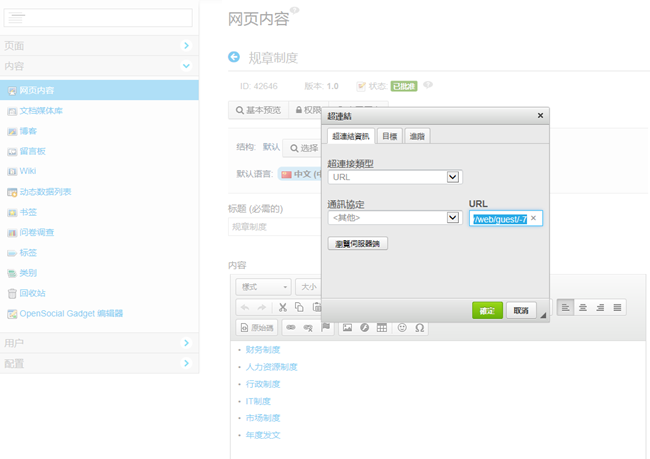 网页内容
页面
规章制度
内容
ID: 42646 版本: 1.0 状态: 已批准
网页内容
文档媒体库
基本预览 权限
博客
留言板
Wiki
动态数据列表
书签
问卷调查
标签
类别
回收站
OpenSocial Gadget 编辑器
用户
配置
结构: 默认 选择
默认语言: 中文 (中
标题 (必需的)
规章制度
内容
樣式 大小
原始碼
超連結
超連結資訊 目標 進階
超連接類型
URL
通訊協定 URL
<其他> /web/guest/-7
瀏覽伺服器端
確定 取消
财务制度
人力资源制度
行政制度
IT制度
市场制度
年度发文